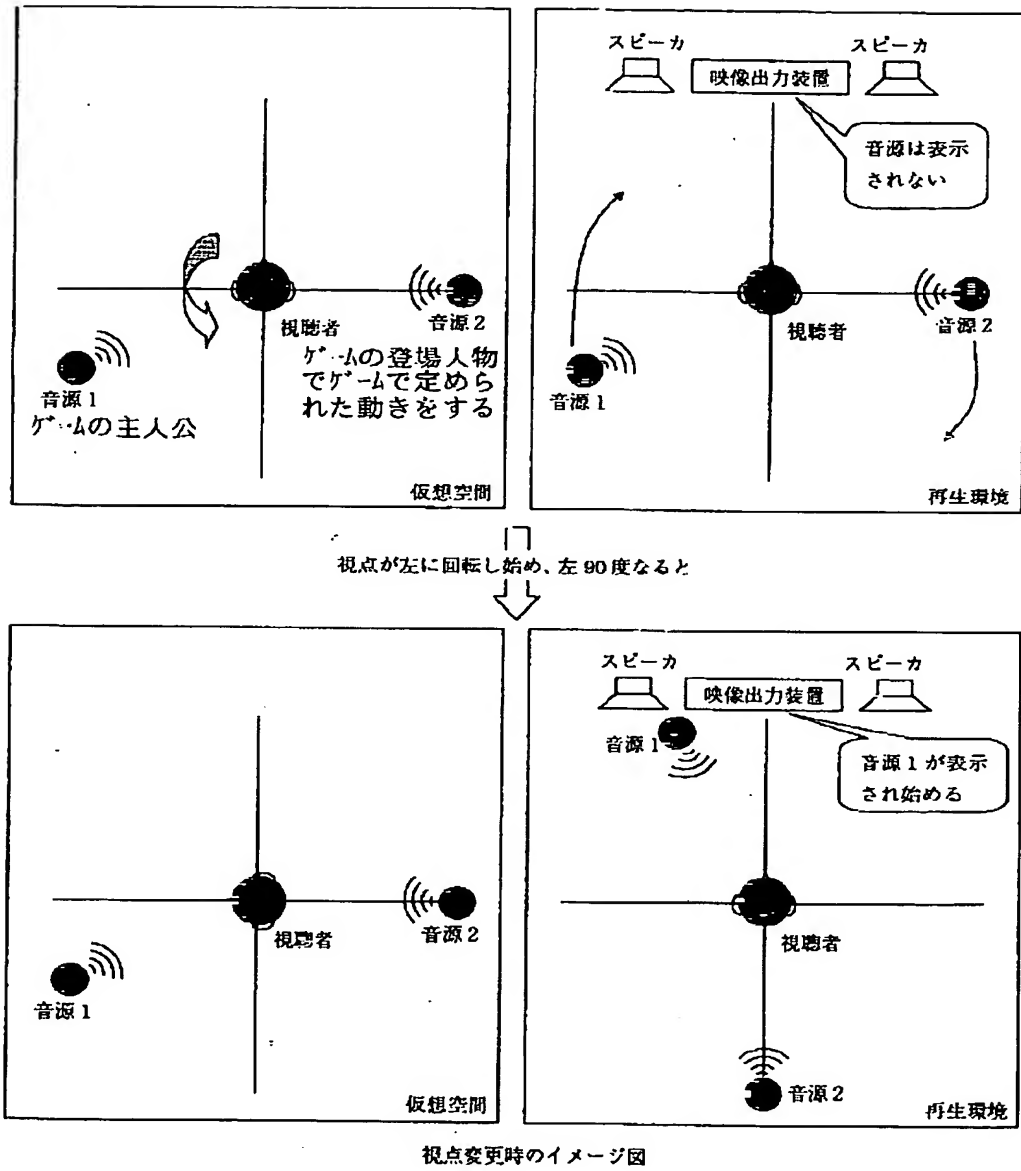 スピーカ
スピーカ
映像出力装置
音源は表示
されない
視聴者
音源2
音源1
ゲームの主人公
ゲームの登場人物
でゲームで定めら
れた動きをする
仮想空間
視聴者
音源2
音源1
再生環境
視点が左に回転し始め、左90度なると
スピーカ
スピーカ
映像出力装置
音源1
音源1が表示
され始める
視聴者
音源2
音源1
仮想空間
視聴者
音源2
再生環境
視点変更時のイメージ図